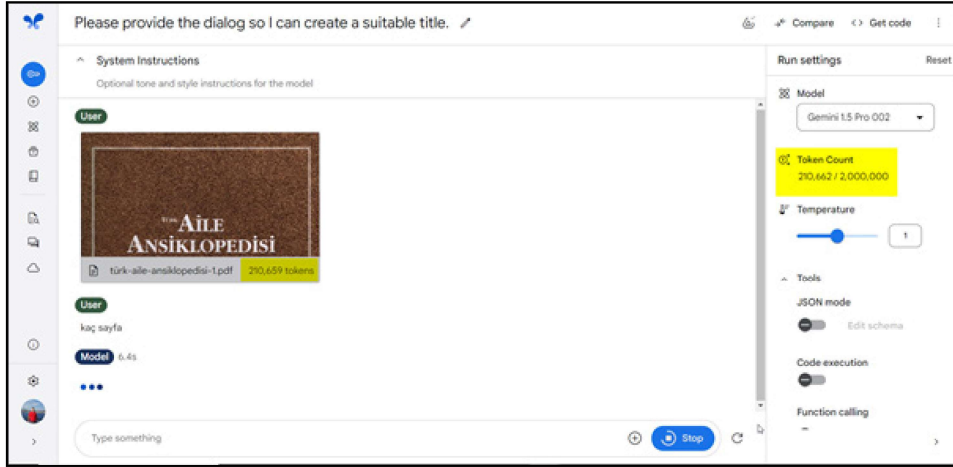 Please provide the dialog so I can create a suitable title.
Compare
Get code
System Instructions
Optional tone and style instructions for the model
User
TÜRK AİLE
ANSİKLOPEDİSİ
türk-aile-ansiklopedisi-1.pdf 210,659 tokens
User
kaç sayfa
Model 6.4s
Type something
Stop
Run settings Reset
Model
Gemini 1.5 Pro 002
Token Count
210,662 / 2,000,000
Temperature
1
Tools
JSON mode
Edit schema
Code execution
Function calling